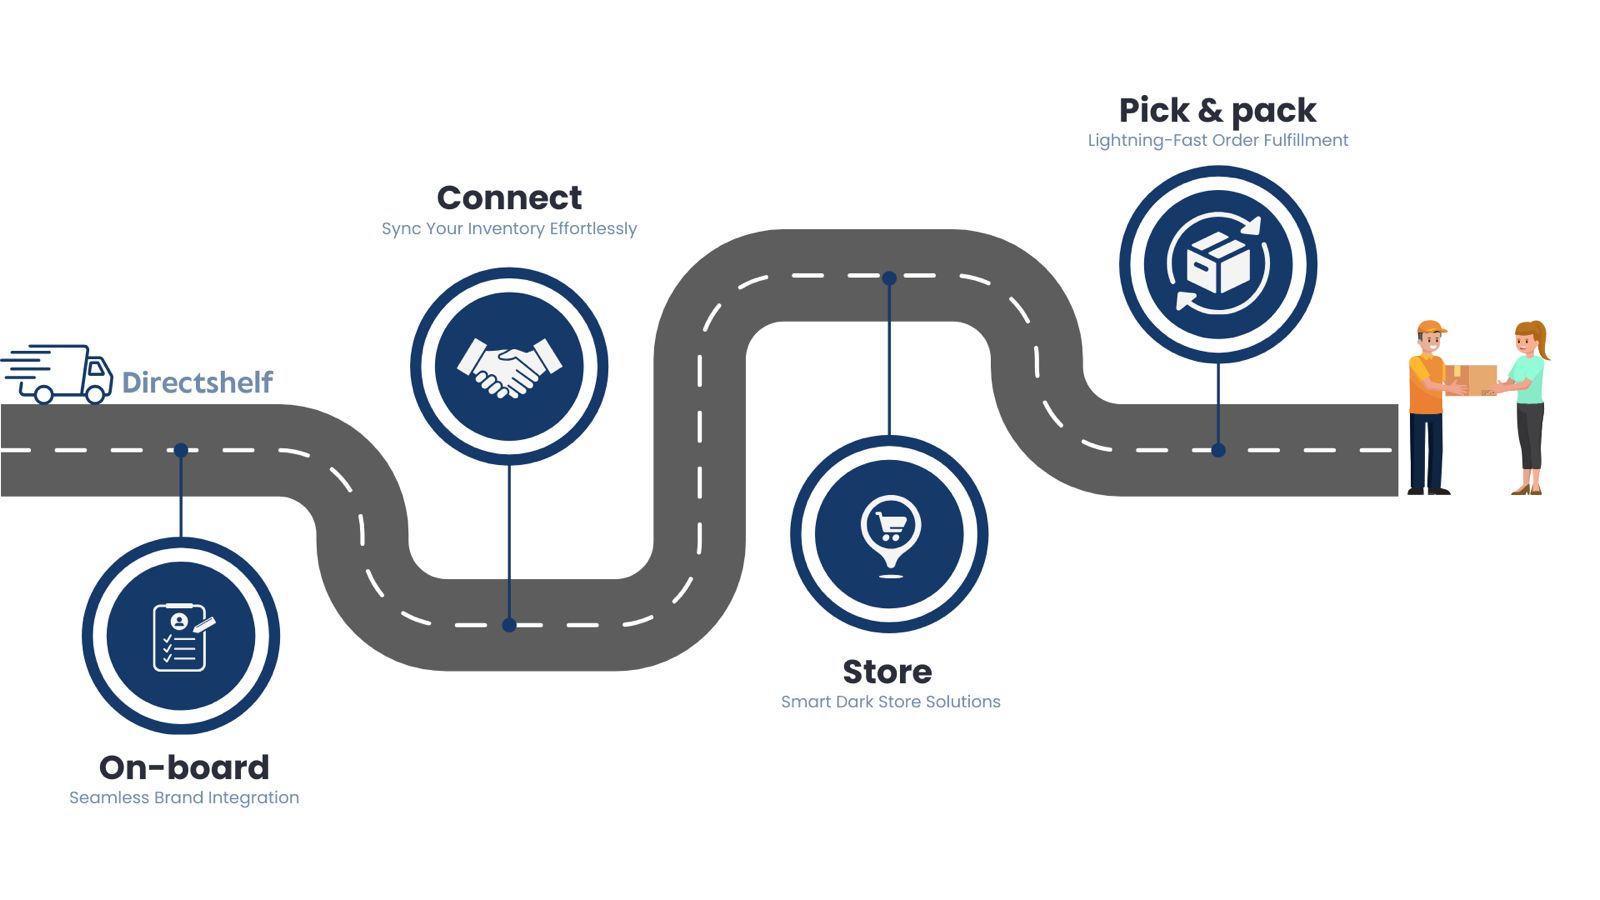 Directshelf
On-board
Seamless Brand Integration
Connect
Sync Your Inventory Effortlessly
Store
Smart Dark Store Solutions
Pick & pack
Lightning-Fast Order Fulfillment